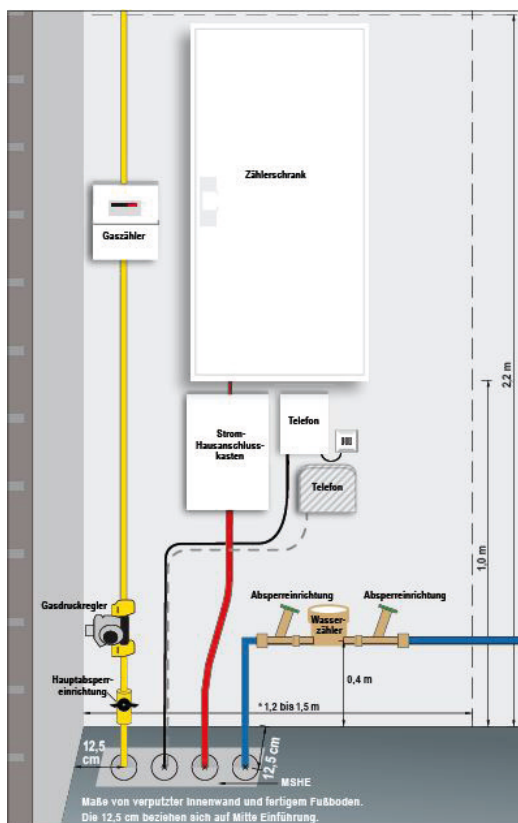 Zählerschrank
Gaszähler
2,2 m
Strom-
Hausanschluss-
kasten
Telefon
Telefon
1,0 m
Absperreinrichtung
Absperreinrichtung
Gasdruckregler
Wasser-
zähler
Hauptabsperr-
einrichtung
0,4 m
* 1,2 bis 1,5 m
12,5
cm
12,5 cm
MSHE
Maße von verputzter Innenwand und fertigem Fußboden.
Die 12,5 cm beziehen sich auf Mitte Einführung.